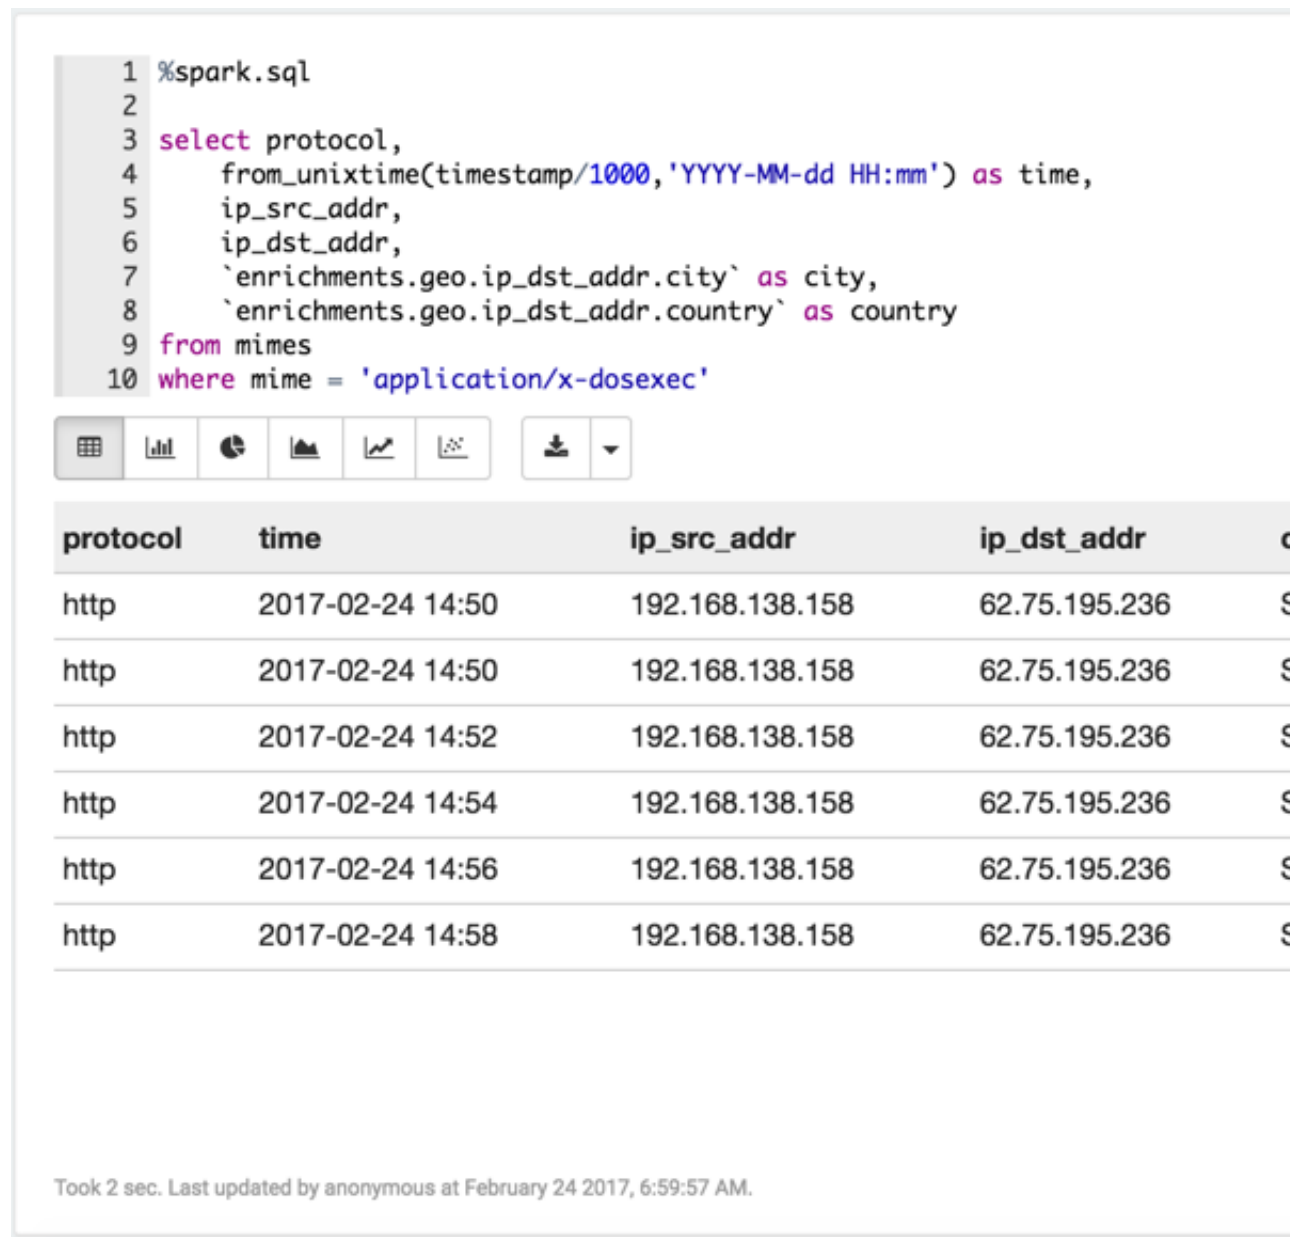 1 %spark.sql
2
3 select protocol,
4 from_unixtime(timestamp/1000,'YYYY-MM-dd HH:mm') as time,
5 ip_src_addr,
6 ip_dst_addr,
7 `enrichments.geo.ip_dst_addr.city` as city,
8 `enrichments.geo.ip_dst_addr.country` as country
9 from mimes
10 where mime = 'application/x-dosexec'
protocol time ip_src_addr ip_dst_addr
http 2017-02-24 14:50 192.168.138.158 62.75.195.236
http 2017-02-24 14:50 192.168.138.158 62.75.195.236
http 2017-02-24 14:52 192.168.138.158 62.75.195.236
http 2017-02-24 14:54 192.168.138.158 62.75.195.236
http 2017-02-24 14:56 192.168.138.158 62.75.195.236
http 2017-02-24 14:58 192.168.138.158 62.75.195.236
Took 2 sec. Last updated by anonymous at February 24 2017, 6:59:57 AM.